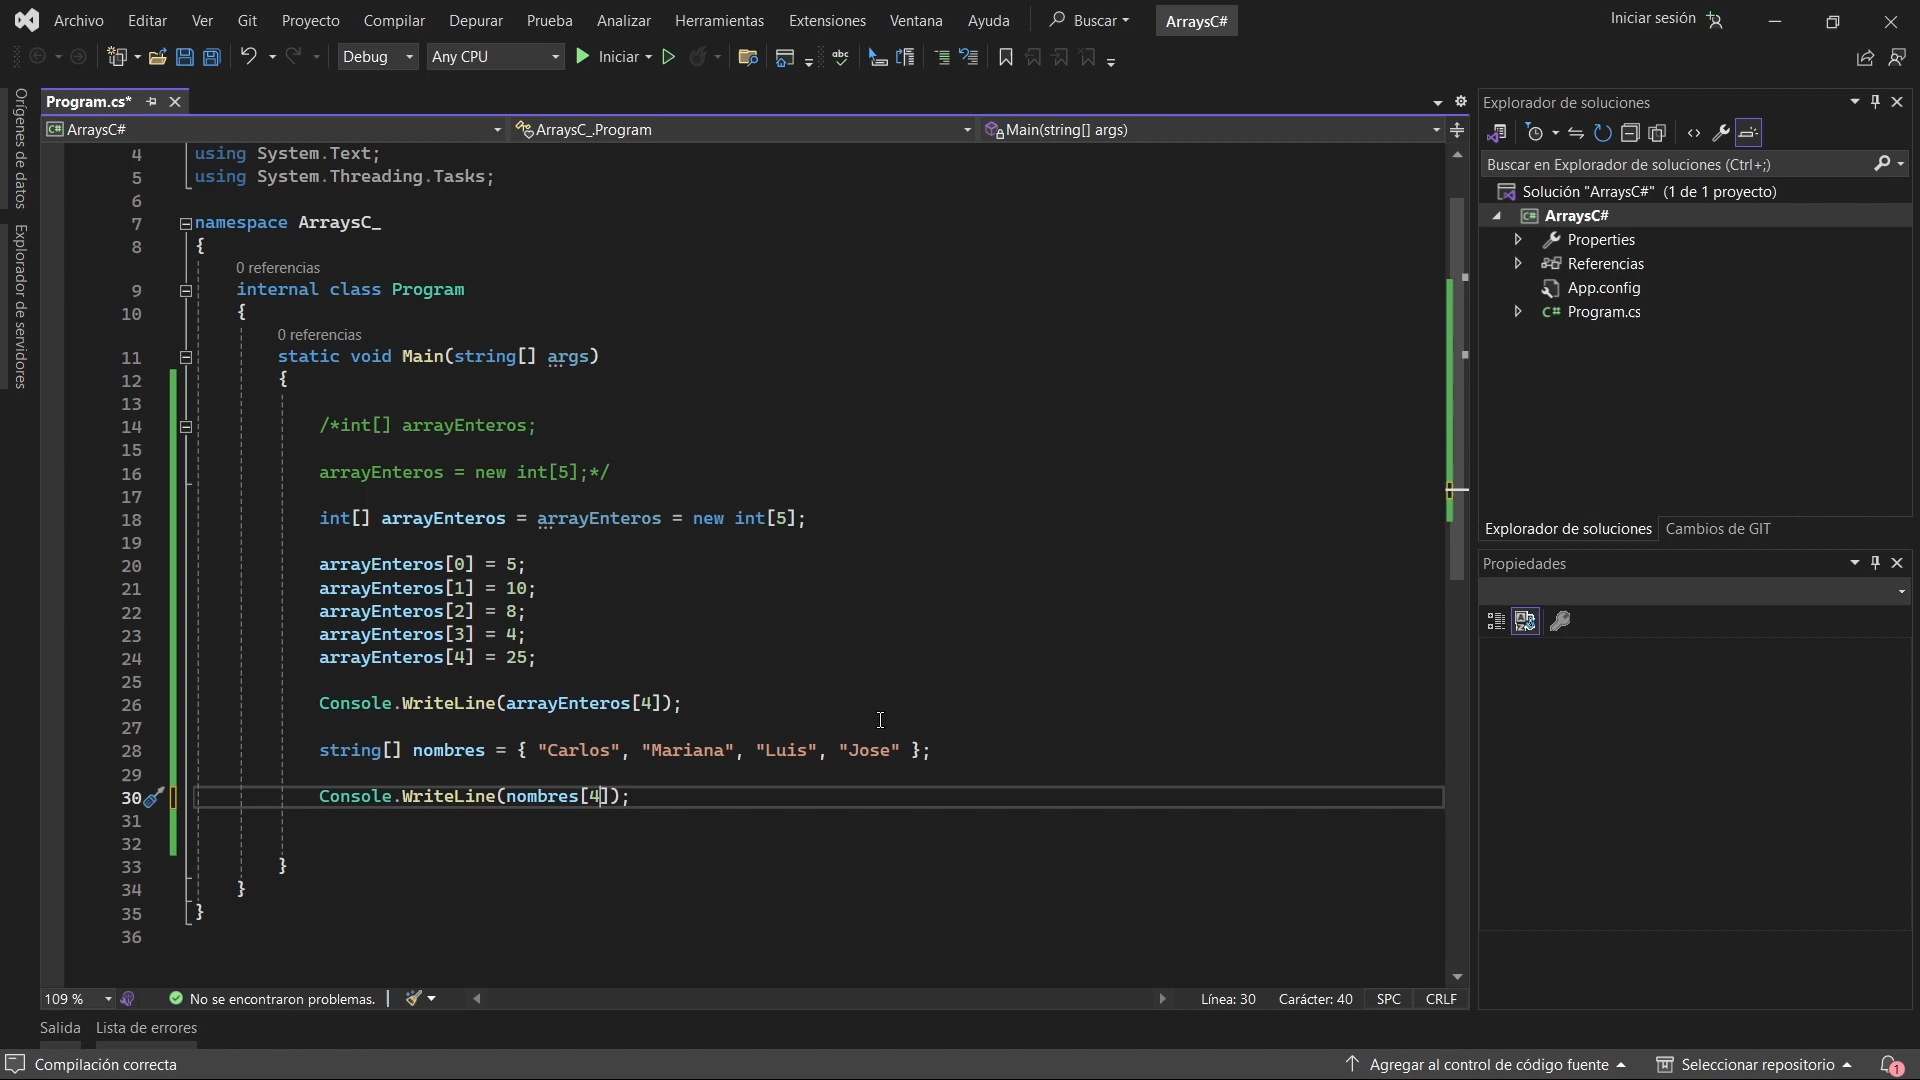 Archivo Editar Ver Git Proyecto Compilar Depurar Prueba Analizar Herramientas Extensiones Ventana Ayuda Buscar ArraysC# Iniciar sesión
Debug Any CPU Iniciar abc
Orígenes de datos
Explorador de servidores
Program.cs*
C# ArraysC# ArraysC_.Program Main(string[] args)
4 using System.Text;
5 using System.Threading.Tasks;
6
7 namespace ArraysC_
8 {
0 referencias
9 internal class Program
10 {
0 referencias
11 static void Main(string[] args)
12 {
13
14 /*int[] arrayEnteros;
15
16 arrayEnteros = new int[5];*/
17
18 int[] arrayEnteros = arrayEnteros = new int[5];
19
20 arrayEnteros[0] = 5;
21 arrayEnteros[1] = 10;
22 arrayEnteros[2] = 8;
23 arrayEnteros[3] = 4;
24 arrayEnteros[4] = 25;
25
26 Console.WriteLine(arrayEnteros[4]);
27
28 string[] nombres = { "Carlos", "Mariana", "Luis", "Jose" };
29
30 Console.WriteLine(nombres[4]);
31
32
33 }
34 }
35 }
36
109 % No se encontraron problemas. Línea: 30 Carácter: 40 SPC CRLF
Explorador de soluciones
Buscar en Explorador de soluciones (Ctrl+;)
Solución "ArraysC#" (1 de 1 proyecto)
C# ArraysC#
Properties
Referencias
App.config
C# Program.cs
Explorador de soluciones Cambios de GIT
Propiedades
Salida Lista de errores
Compilación correcta Agregar al control de código fuente Seleccionar repositorio 1